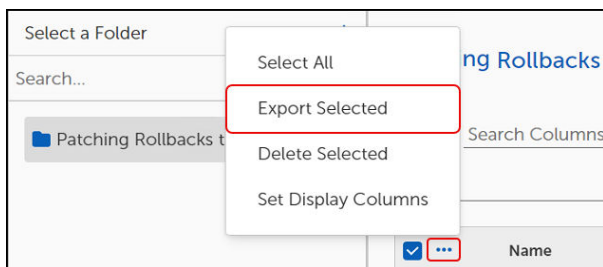 Select a Folder
Search...
Patching Rollbacks t
Select All
Export Selected
Delete Selected
Set Display Columns
ng Rollbacks
Search Columns
Name